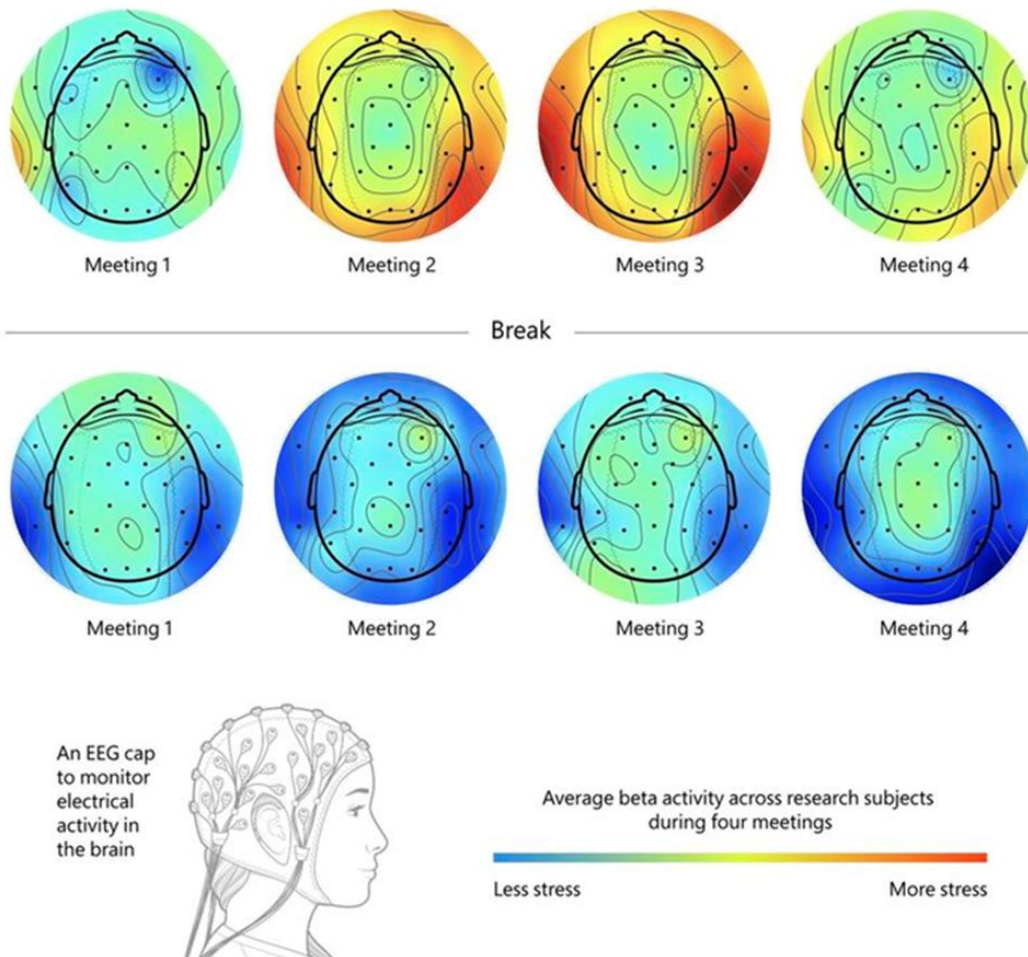 Meeting 1
Meeting 2
Meeting 3
Meeting 4
Break
Meeting 1
Meeting 2
Meeting 3
Meeting 4
An EEG cap
to monitor
electrical
activity in
the brain
Average beta activity across research subjects
during four meetings
Less stress
More stress